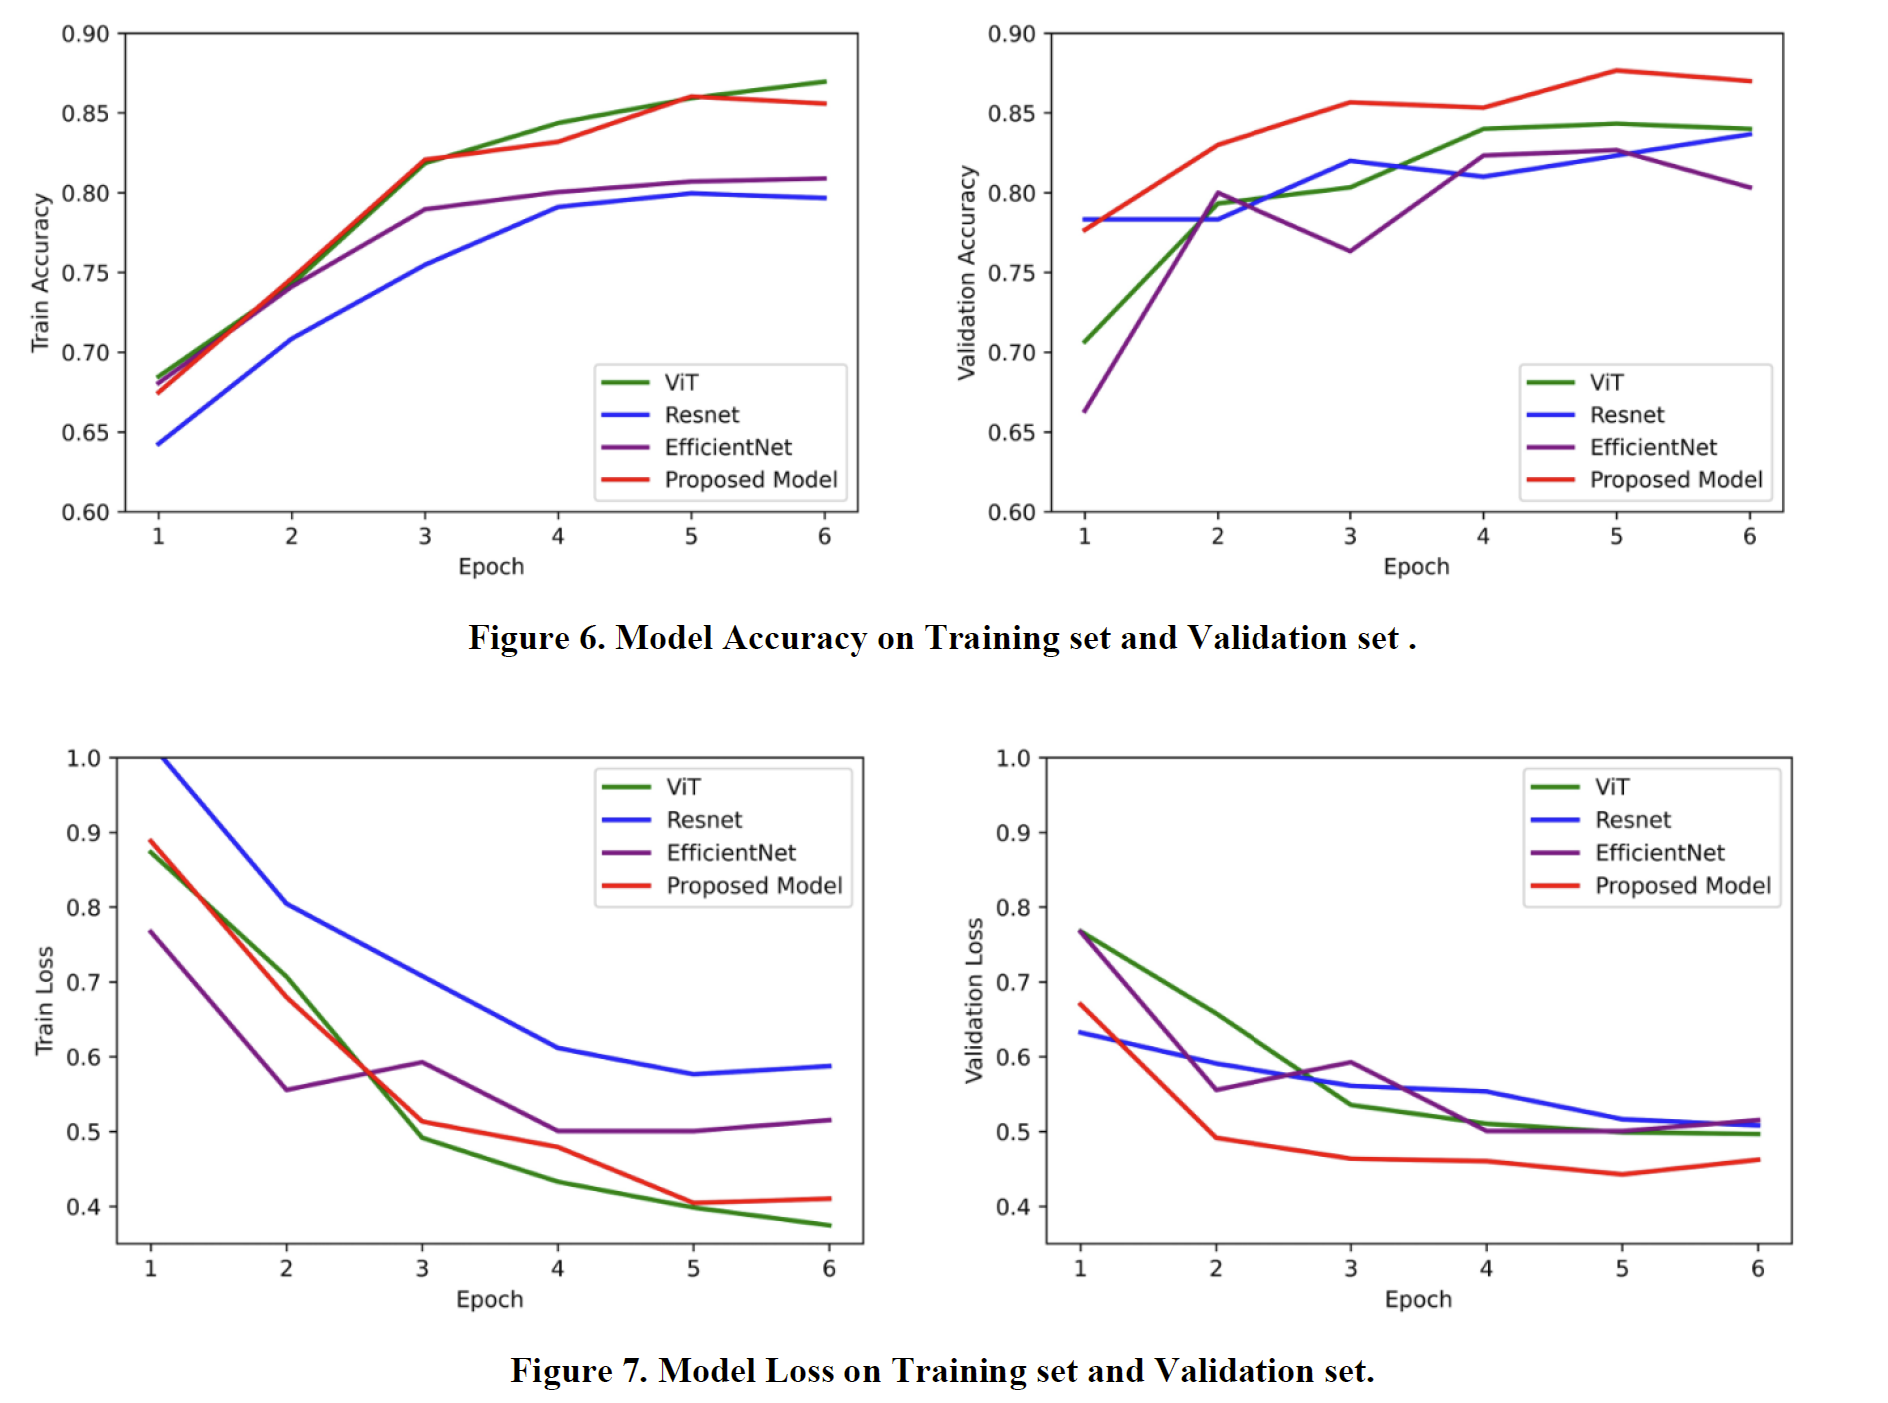 0.90
0.85
0.80
0.75
0.70
0.65
0.60
Train Accuracy
ViT
Resnet
EfficientNet
Proposed Model
1 2 3 4 5 6
Epoch
0.90
0.85
0.80
0.75
0.70
0.65
0.60
Validation Accuracy
ViT
Resnet
EfficientNet
Proposed Model
1 2 3 4 5 6
Epoch
Figure 6. Model Accuracy on Training set and Validation set .
1.0
0.9
0.8
0.7
0.6
0.5
0.4
Train Loss
ViT
Resnet
EfficientNet
Proposed Model
1 2 3 4 5 6
Epoch
1.0
0.9
0.8
0.7
0.6
0.5
0.4
Validation Loss
ViT
Resnet
EfficientNet
Proposed Model
1 2 3 4 5 6
Epoch
Figure 7. Model Loss on Training set and Validation set.